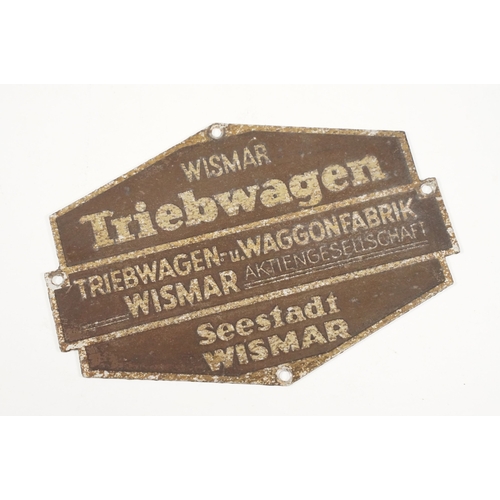 WISMAR
Triebwagen
TRIEBWAGEN- u. WAGGONFABRIK
WISMAR AKTIENGESELLSCHAFT
Seestadt
WISMAR